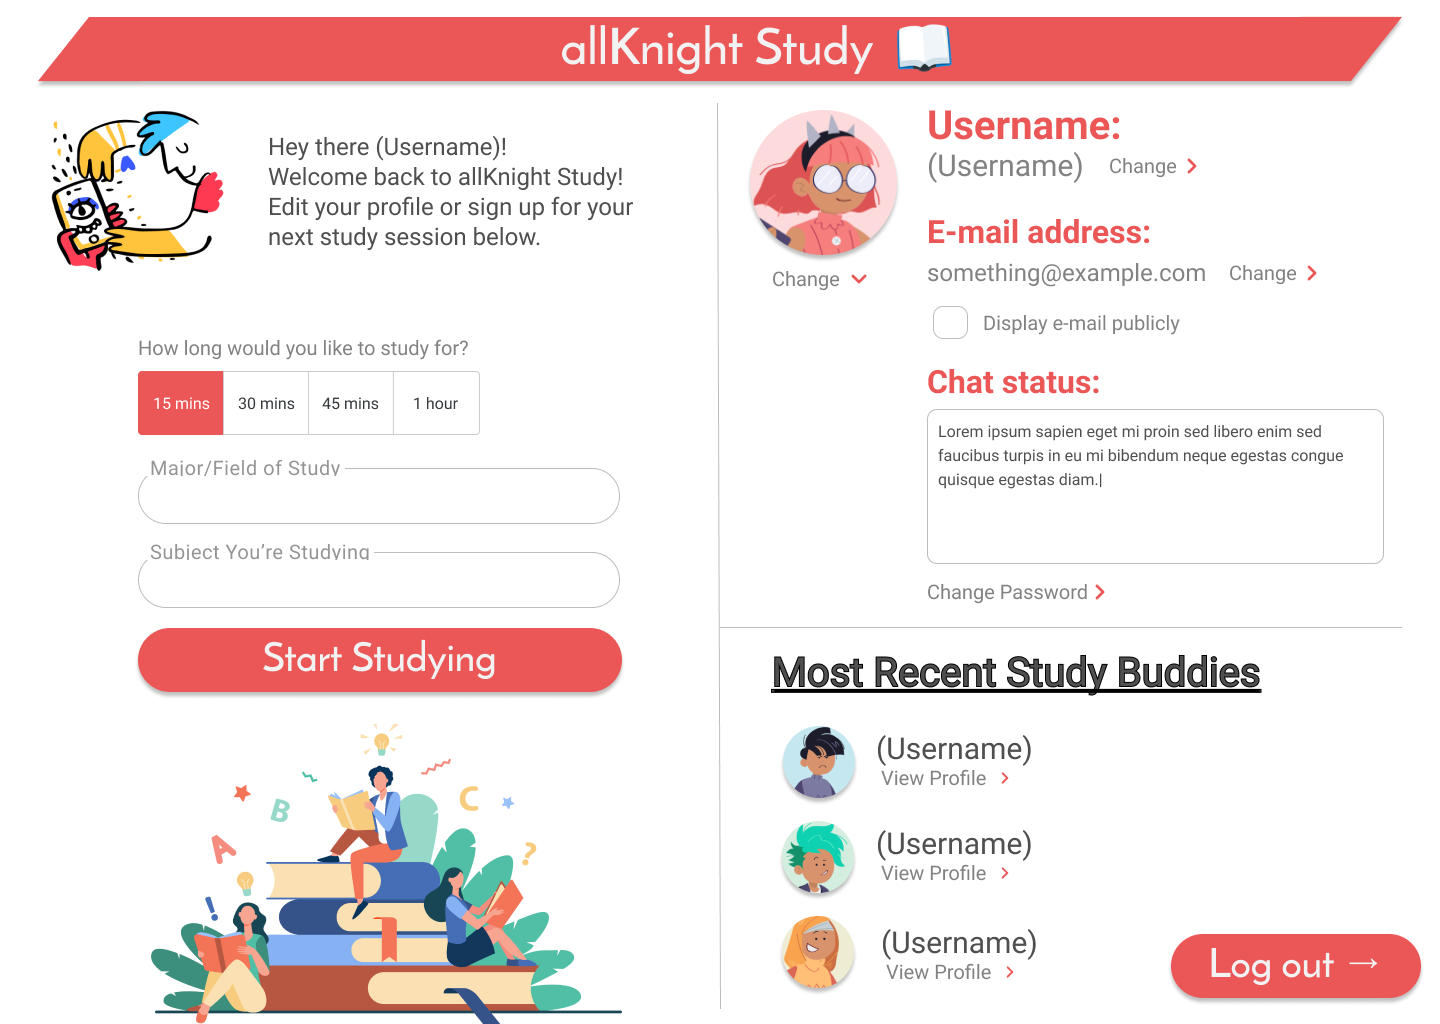 allKnight Study
Hey there (Username)!
Welcome back to allKnight Study!
Edit your profile or sign up for your
next study session below.
How long would you like to study for?
15 mins
30 mins
45 mins
1 hour
Major/Field of Study
Subject You're Studying
Start Studying
A
B
C
?
!
Change
Username:
(Username)
Change
E-mail address:
something@example.com
Change
Display e-mail publicly
Chat status:
Lorem ipsum sapien eget mi proin sed libero enim sed
faucibus turpis in eu mi bibendum neque egestas congue
quisque egestas diam.|
Change Password
Most Recent Study Buddies
(Username)
View Profile
(Username)
View Profile
(Username)
View Profile
Log out →